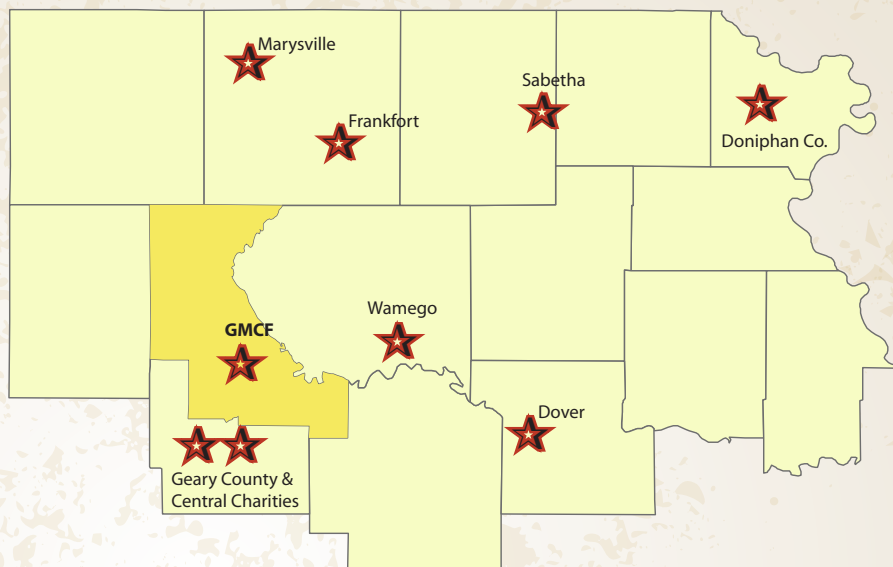 Marysville
Sabetha
Frankfort
Doniphan Co.
Wamego
GMCF
Dover
Geary County &
Central Charities